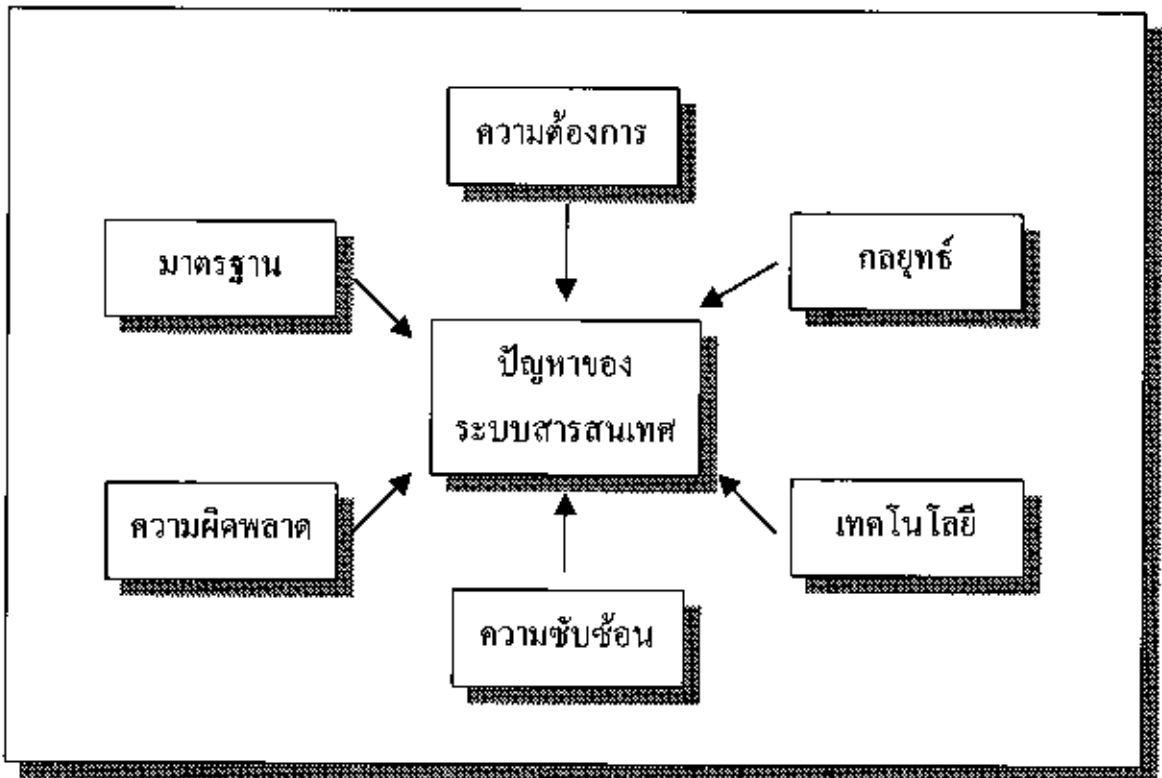 ความต้องการ
มาตรฐาน
กลยุทธ์
ปัญหาของ
ระบบสารสนเทศ
ความผิดพลาด
เทคโนโลยี
ความซับซ้อน